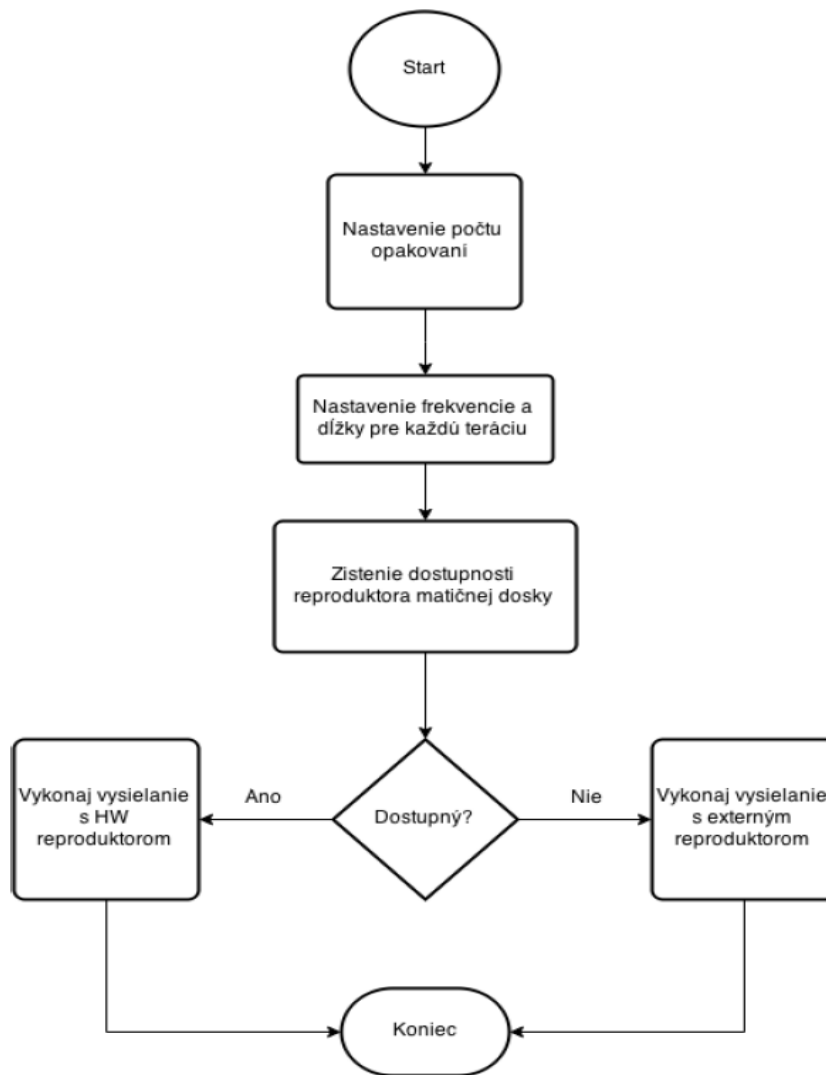 Start
Nastavenie počtu
opakovani
Nastavenie frekvencie a
dĺžky pre každú teráciu
Zistenie dostupnosti
reproduktora matičnej dosky
Vykonaj vysielanie
s HW
reproduktorom
Ano
Dostupný?
Nie
Vykonaj vysielanie
s externým
reproduktorom
Koniec